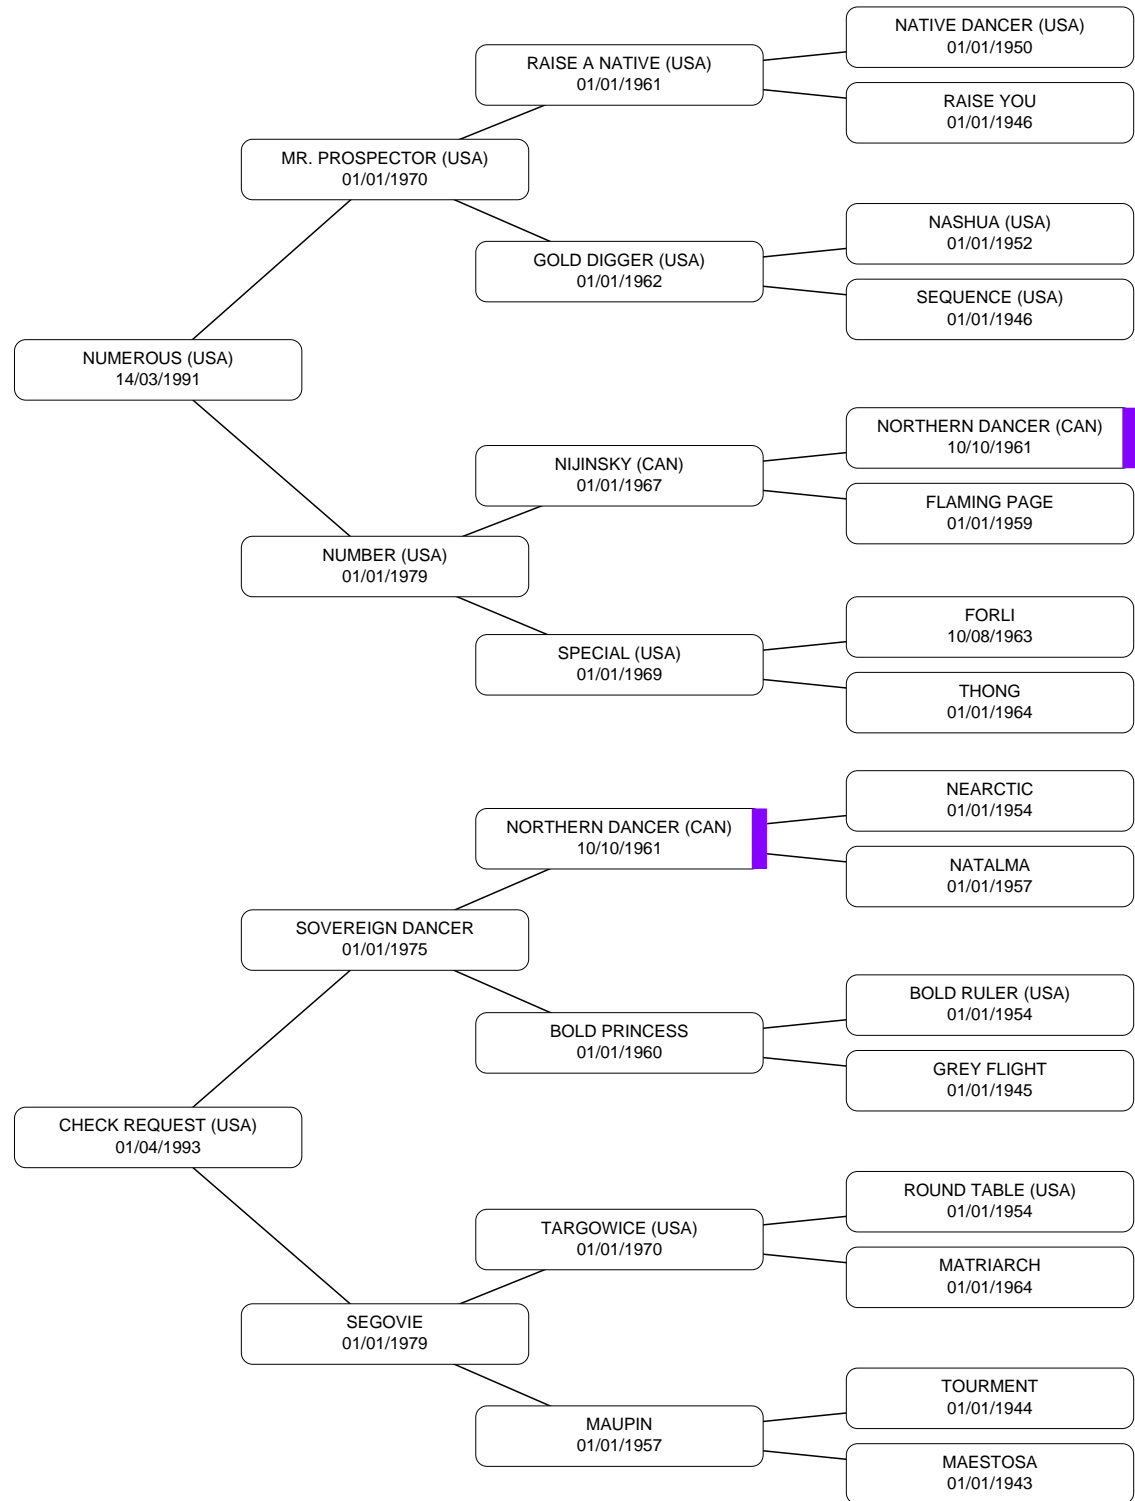 NATIVE DANCER (USA)
01/01/1950
RAISE A NATIVE (USA)
01/01/1961
RAISE YOU
01/01/1946
MR. PROSPECTOR (USA)
01/01/1970
NASHUA (USA)
01/01/1952
GOLD DIGGER (USA)
01/01/1962
SEQUENCE (USA)
01/01/1946
NUMEROUS (USA)
14/03/1991
NORTHERN DANCER (CAN)
10/10/1961
NIJINSKY (CAN)
01/01/1967
FLAMING PAGE
01/01/1959
NUMBER (USA)
01/01/1979
FORLI
10/08/1963
SPECIAL (USA)
01/01/1969
THONG
01/01/1964
NEARCTIC
01/01/1954
NORTHERN DANCER (CAN)
10/10/1961
NATALMA
01/01/1957
SOVEREIGN DANCER
01/01/1975
BOLD RULER (USA)
01/01/1954
BOLD PRINCESS
01/01/1960
GREY FLIGHT
01/01/1945
CHECK REQUEST (USA)
01/04/1993
ROUND TABLE (USA)
01/01/1954
TARGOWICE (USA)
01/01/1970
MATRIARCH
01/01/1964
SEGOVIE
01/01/1979
TOURMENT
01/01/1944
MAUPIN
01/01/1957
MAESTOSA
01/01/1943